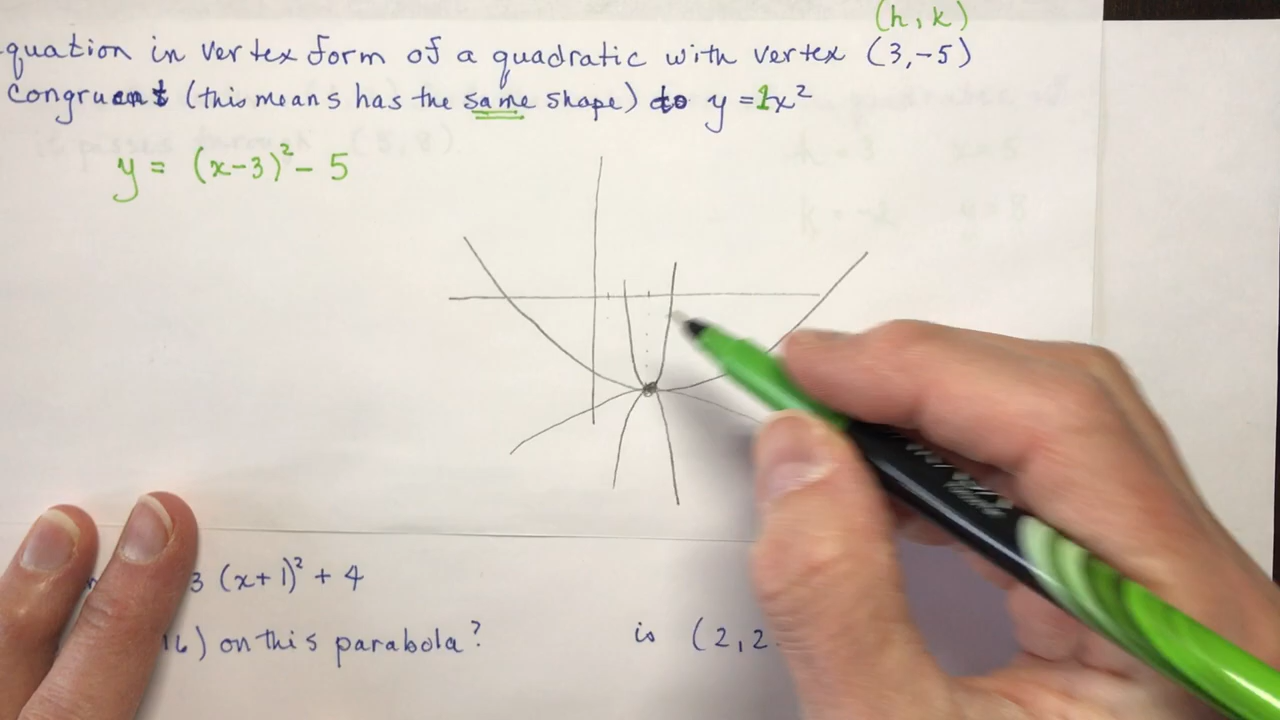 (h, k)
quation in vertex form of a quadratic with vertex (3,-5)
congruent (this means has the same shape) to y = 1x²
y = (x-3)² - 5
3 (x+1)² + 4
16) on this parabola? is (2,2